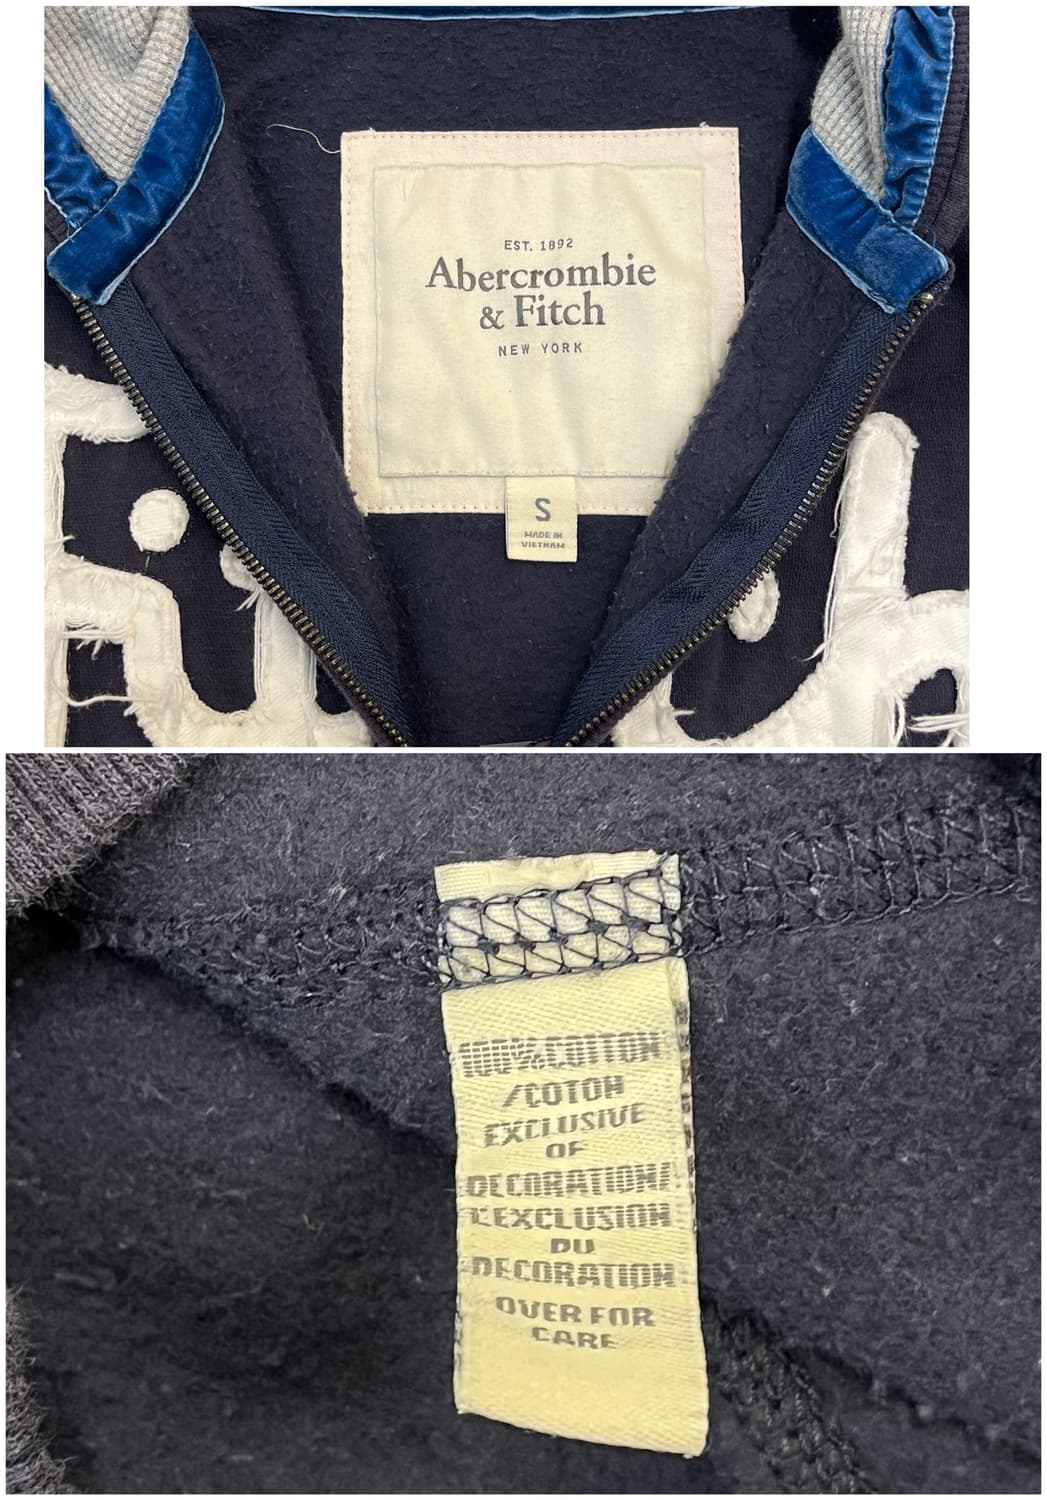 EST. 1892
Abercrombie
& Fitch
NEW YORK
S
MADE IN
VIETNAM
100%COTTON
/COTON
EXCLUSIVE
OF
DECORATION/
L'EXCLUSION
DU
DECORATION
OVER FOR
CARE